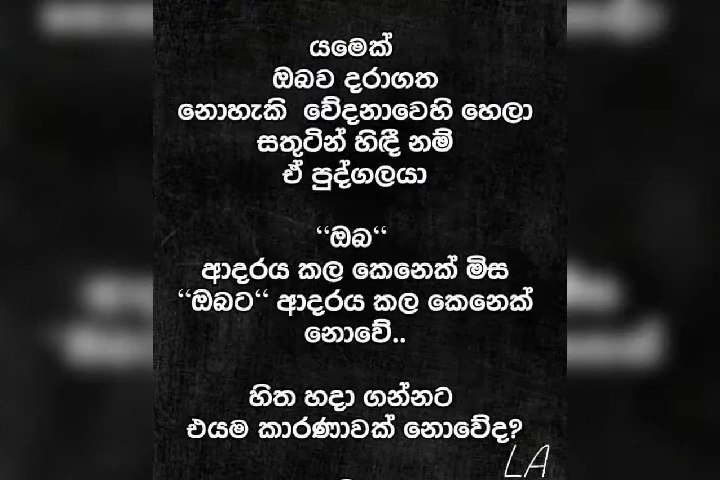 යමෙක්
ඔබව දරාගත
නොහැකි වේදනාවෙහි හෙලා
සතුටින් හිඳී නම්
ඒ පුද්ගලයා
“ඔබ“
ආදරය කල කෙනෙක් මිස
“ඔබට“ ආදරය කල කෙනෙක්
නොවේ..
හිත හදා ගන්නට
එයම කාරණාවක් නොවේද?
LA